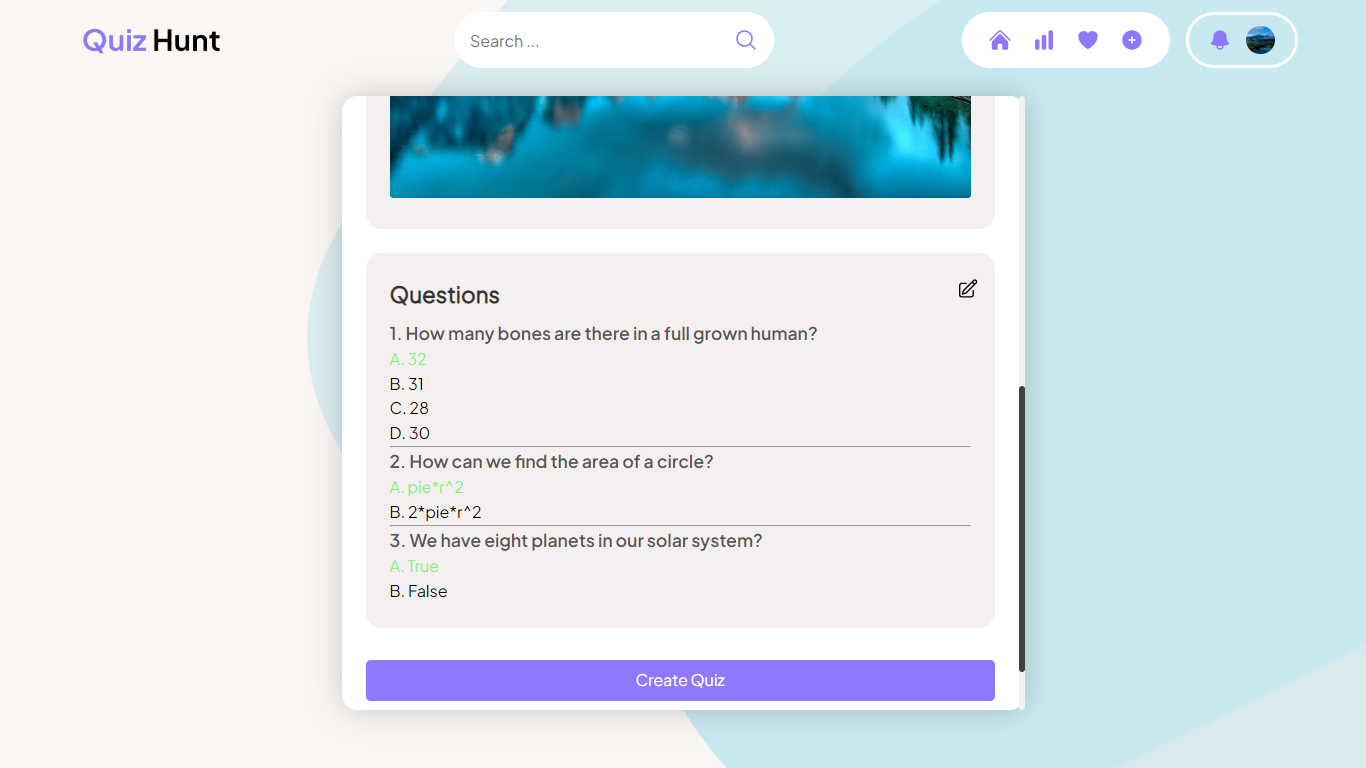 Quiz Hunt
Search ...
Questions
1. How many bones are there in a full grown human?
A. 32
B. 31
C. 28
D. 30
2. How can we find the area of a circle?
A. pie*r^2
B. 2*pie*r^2
3. We have eight planets in our solar system?
A. True
B. False
Create Quiz